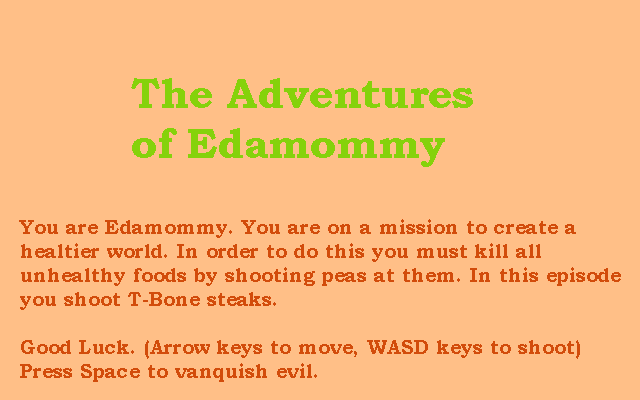 The Adventures
of Edamommy
You are Edamommy. You are on a mission to create a
healtier world. In order to do this you must kill all
unhealthy foods by shooting peas at them. In this episode
you shoot T-Bone steaks.
Good Luck. (Arrow keys to move, WASD keys to shoot)
Press Space to vanquish evil.